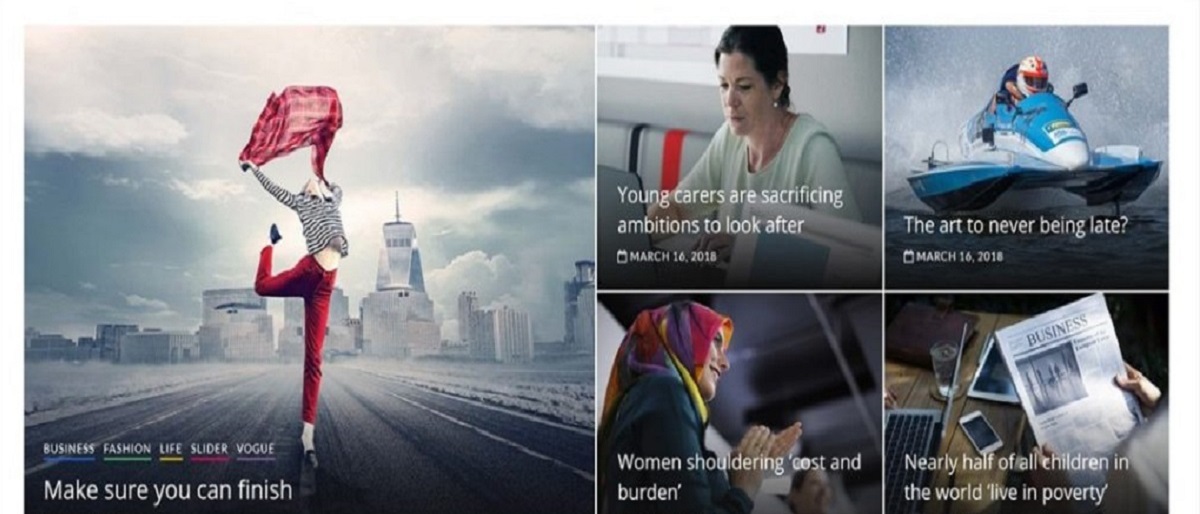 BUSINESS FASHION LIFE SLIDER VOGUE
Make sure you can finish
Young carers are sacrificing
ambitions to look after
MARCH 16, 2018
The art to never being late?
MARCH 16, 2018
Women shouldering ‘cost and
burden’
BUSINESS
Nearly half of all children in
the world ‘live in poverty’